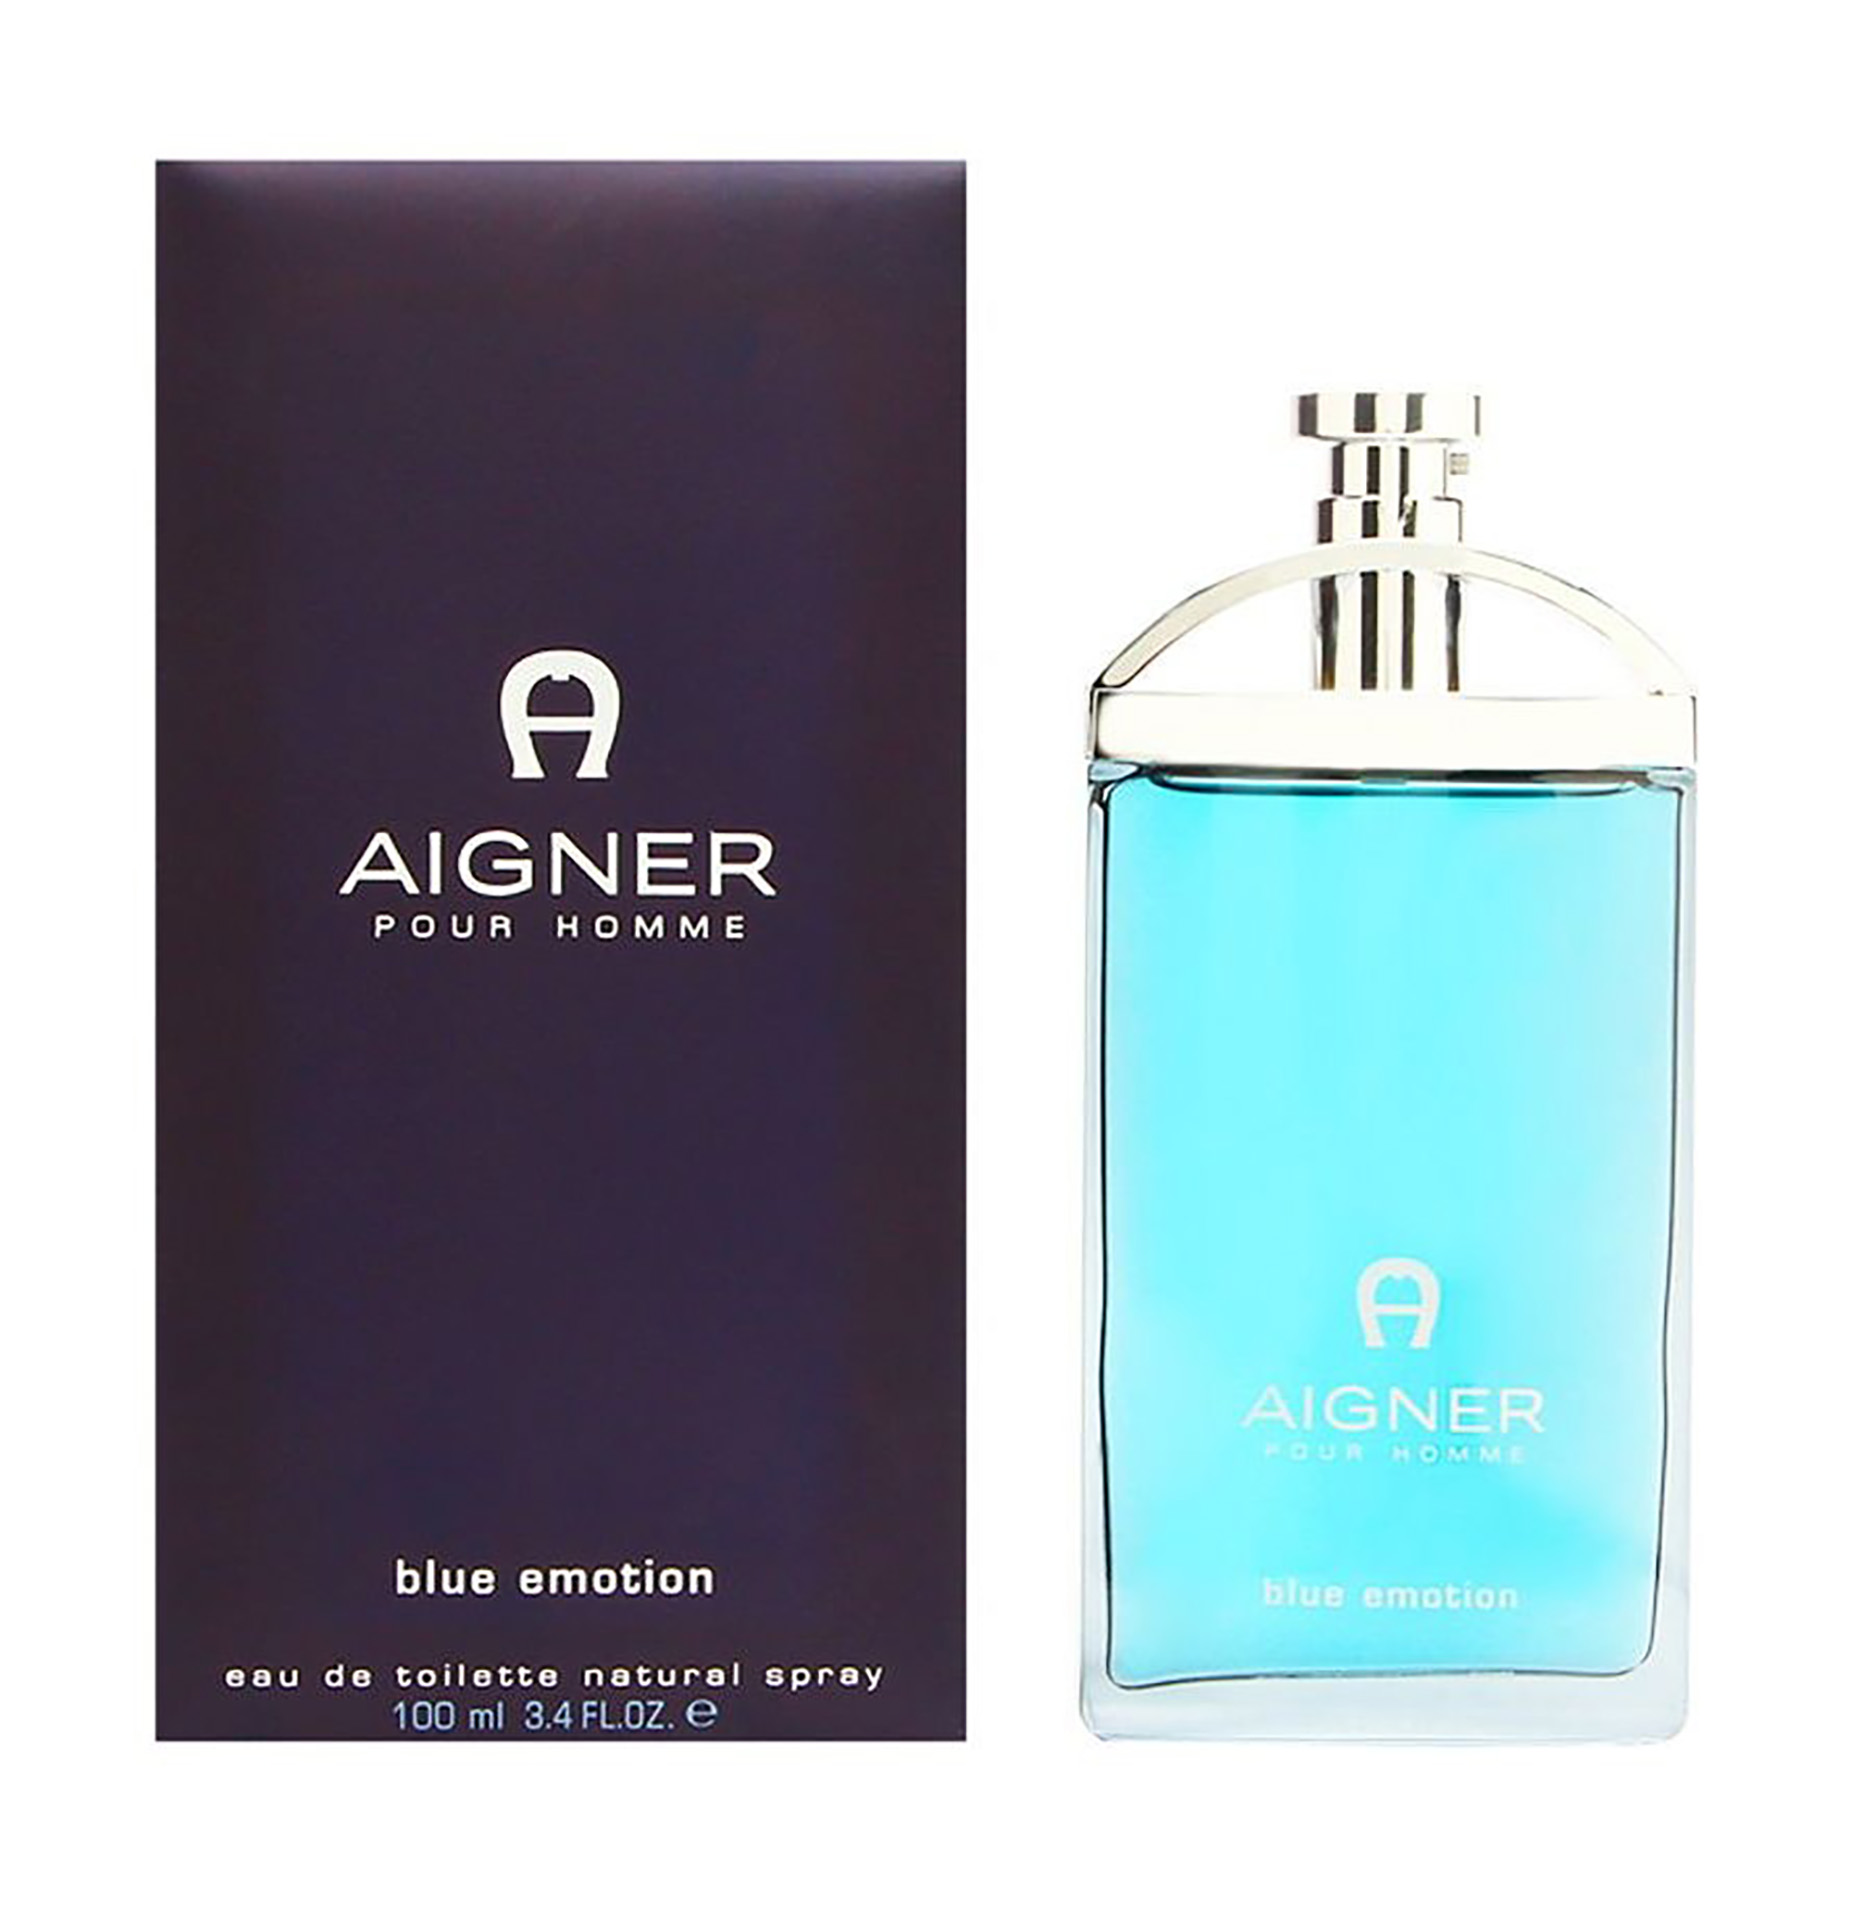 A
AIGNER
POUR HOMME
blue emotion
eau de toilette natural spray
100 ml 3.4 FL.OZ. ℮
A
AIGNER
POUR HOMME
blue emotion